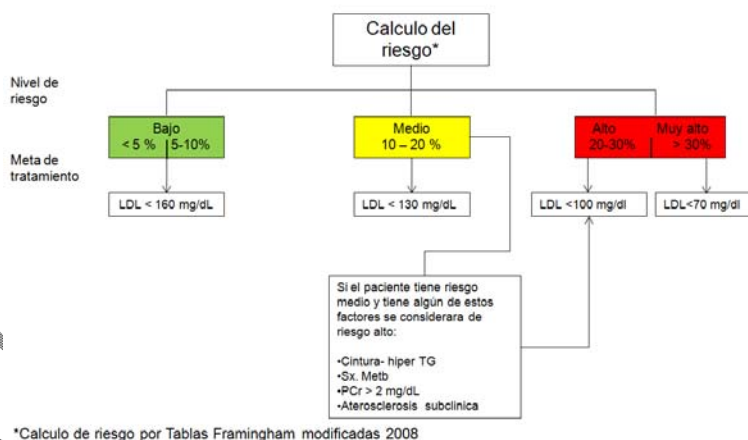 Calculo del
riesgo*
Nivel de
riesgo
Bajo
< 5 % 5-10%
Medio
10 – 20 %
Alto Muy alto
20-30% > 30%
Meta de
tratamiento
LDL < 160 mg/dL
LDL < 130 mg/dL
LDL <100 mg/dl
LDL<70 mg/dl
Si el paciente tiene riesgo
medio y tiene algún de estos
factores se considerara de
riesgo alto:
•Cintura- hiper TG
•Sx. Metb
•PCr > 2 mg/dL
•Aterosclerosis subclinica
*Calculo de riesgo por Tablas Framingham modificadas 2008